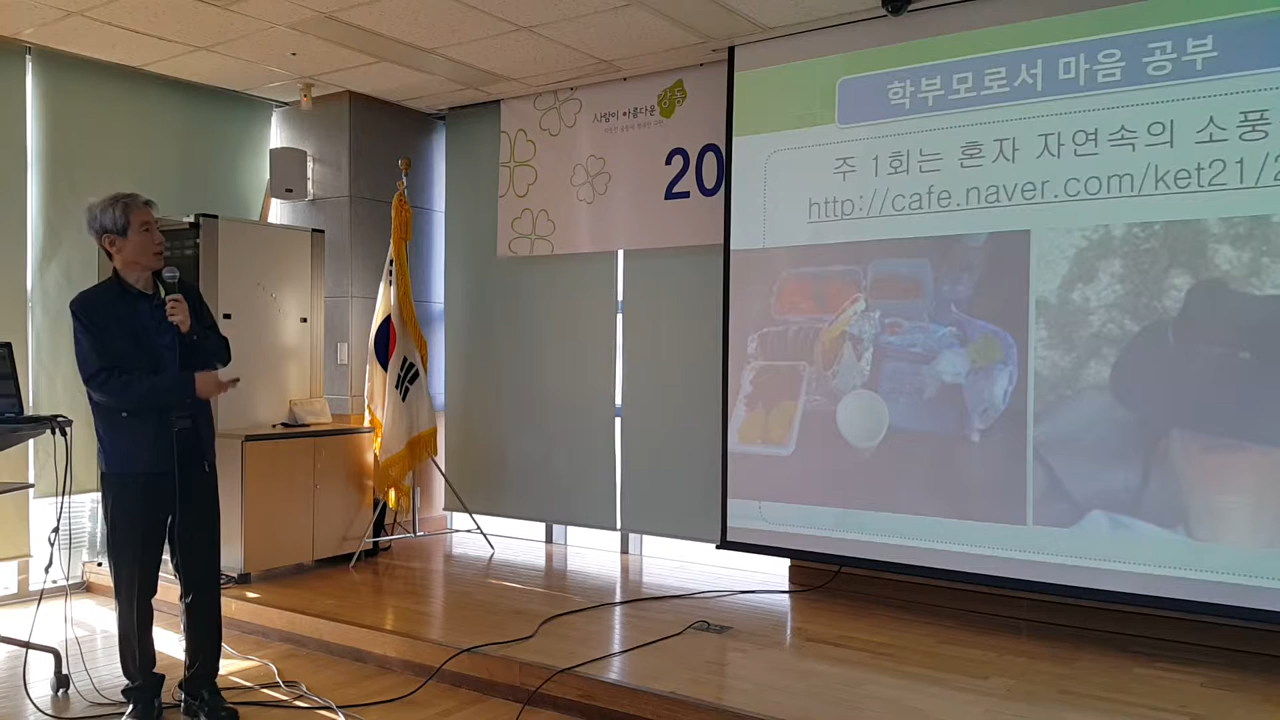 사람이 아름다운 강동
20
학부모로서 마음 공부
주 1회는 혼자 자연속의 소풍
http://cafe.naver.com/ket21/2